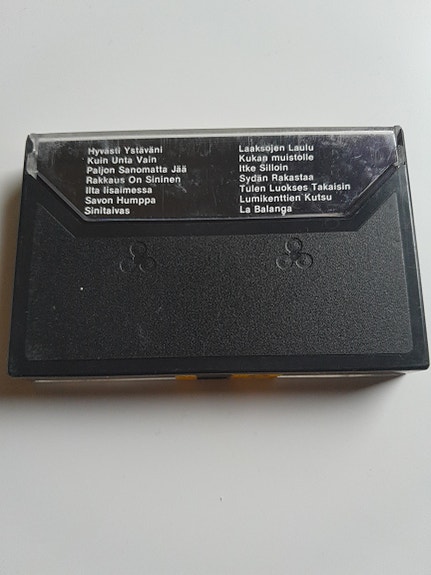 Hyvästi Ystäväni
Kuin Unta Vain
Paljon Sanomatta Jää
Rakkaus On Sininen
Ilta Iisalmessa
Savon Humppa
Sinitaivas
Laaksojen Laulu
Kukan muistolle
Itke Silloin
Sydän Rakastaa
Tulen Luokses Takaisin
Lumikenttien Kutsu
La Balanga